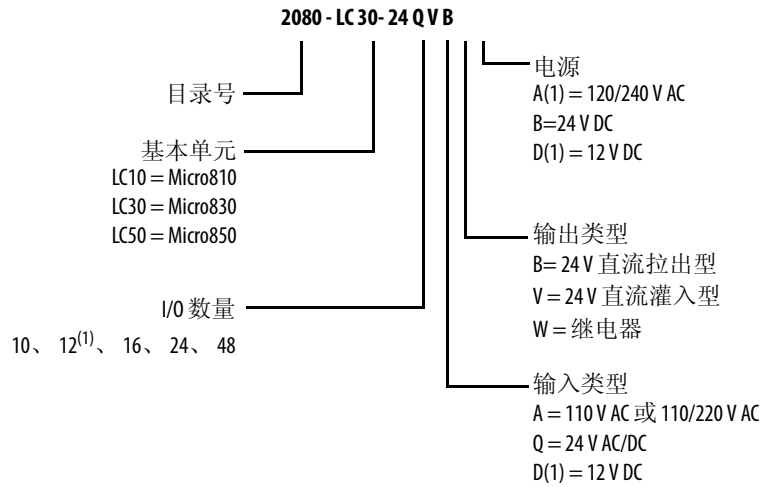 2080 - LC 30- 24 Q V B
目录号
基本单元
LC10 = Micro810
LC30 = Micro830
LC50 = Micro850
I/O 数量
10、 12(1)、 16、 24、 48
电源
A(1) = 120/240 V AC
B=24 V DC
D(1) = 12 V DC
输出类型
B= 24 V 直流拉出型
V = 24 V 直流灌入型
W = 继电器
输入类型
A = 110 V AC 或 110/220 V AC
Q = 24 V AC/DC
D(1) = 12 V DC